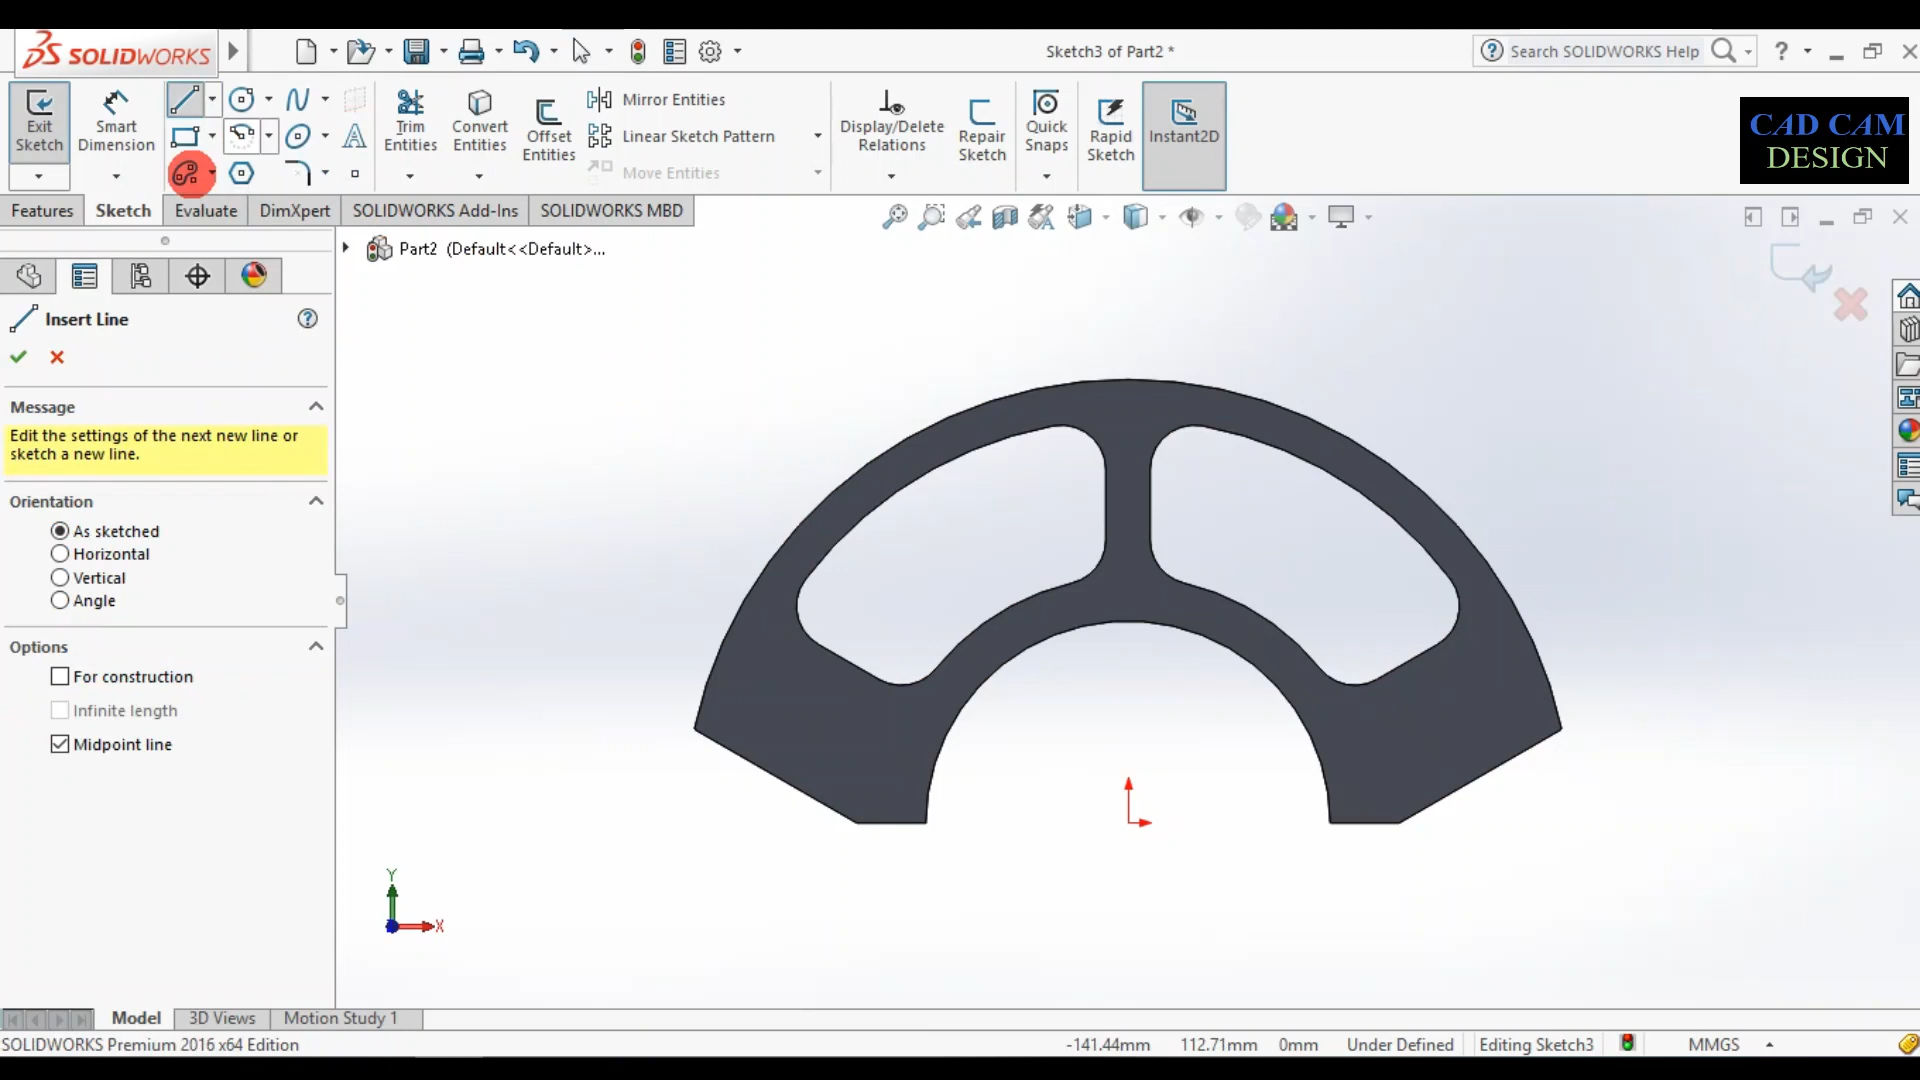 SOLIDWORKS
Sketch3 of Part2 *
Search SOLIDWORKS Help
?
Exit Sketch
Smart Dimension
Trim Entities
Convert Entities
Offset Entities
Mirror Entities
Linear Sketch Pattern
Move Entities
Display/Delete Relations
Repair Sketch
Quick Snaps
Rapid Sketch
Instant2D
CAD CAM
DESIGN
Features
Sketch
Evaluate
DimXpert
SOLIDWORKS Add-Ins
SOLIDWORKS MBD
Part2 (Default<<Default>...
Insert Line
?
Message
Edit the settings of the next new line or
sketch a new line.
Orientation
As sketched
Horizontal
Vertical
Angle
Options
For construction
Infinite length
Midpoint line
Y
X
Model
3D Views
Motion Study 1
SOLIDWORKS Premium 2016 x64 Edition
-141.44mm
112.71mm
0mm
Under Defined
Editing Sketch3
MMGS